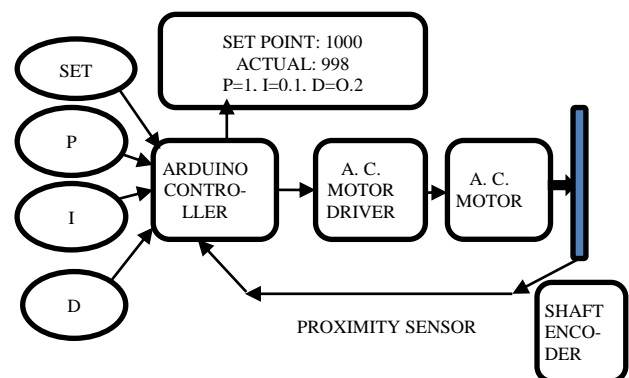 SET POINT: 1000
ACTUAL: 998
P=1, I=0.1, D=O.2
SET
P
I
D
ARDUINO
CONTRO-
LLER
A. C.
MOTOR
DRIVER
A. C.
MOTOR
PROXIMITY SENSOR
SHAFT
ENCO-
DER